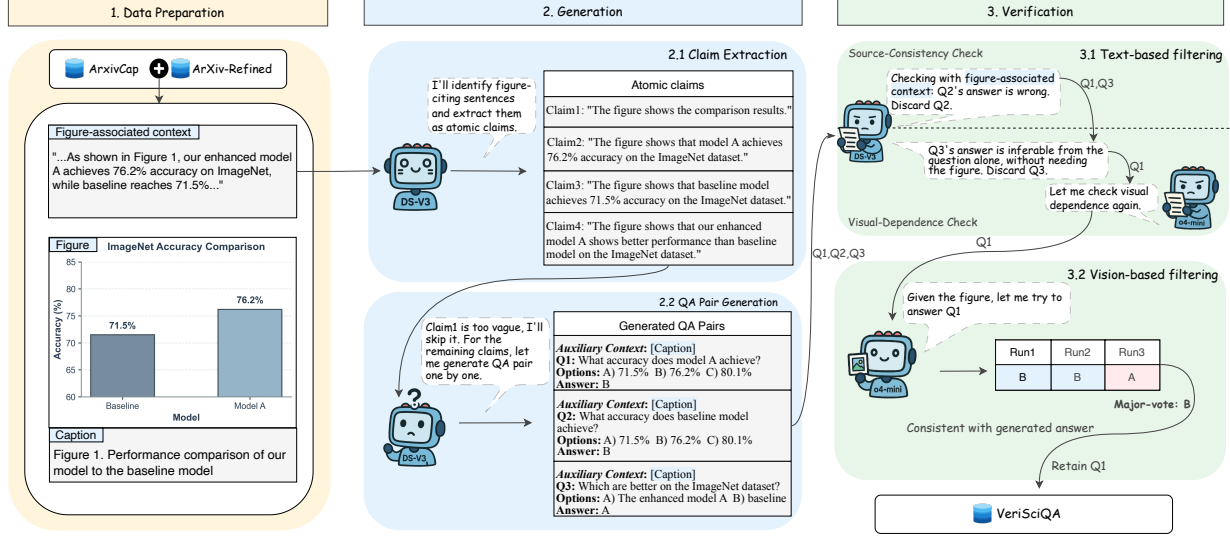 1. Data Preparation
ArxivCap
ArXiv-Refined
Figure-associated context
"...As shown in Figure 1, our enhanced model
A achieves 76.2% accuracy on ImageNet,
while baseline reaches 71.5%..."
Figure
ImageNet Accuracy Comparison
85
80
75
70
65
60
Accuracy (%)
71.5%
76.2%
Baseline
Model A
Model
Caption
Figure 1. Performance comparison of our
model to the baseline model
2. Generation
2.1 Claim Extraction
I'll identify figure-
citing sentences
and extract them
as atomic claims.
DS-V3
Atomic claims
Claim1: "The figure shows the comparison results."
Claim2: "The figure shows that model A achieves
76.2% accuracy on the ImageNet dataset."
Claim3: "The figure shows that baseline model
achieves 71.5% accuracy on the ImageNet dataset."
Claim4: "The figure shows that our enhanced
model A shows better performance than baseline
model on the ImageNet dataset."
2.2 QA Pair Generation
Claim1 is too vague, I'll
skip it. For the
remaining claims, let
me generate QA pair
one by one.
?
DS-V3
Generated QA Pairs
Auxiliary Context: [Caption]
Q1: What accuracy does model A achieve?
Options: A) 71.5% B) 76.2% C) 80.1%
Answer: B
Auxiliary Context: [Caption]
Q2: What accuracy does baseline model
achieve?
Options: A) 71.5% B) 76.2% C) 80.1%
Answer: B
Auxiliary Context: [Caption]
Q3: Which are better on the ImageNet dataset?
Options: A) The enhanced model A B) baseline
Answer: A
Q1,Q2,Q3
3. Verification
3.1 Text-based filtering
Source-Consistency Check
Checking with figure-associated
context: Q2's answer is wrong.
Discard Q2.
Q1,Q3
DS-V3
Q3's answer is inferable from the
question alone, without needing
the figure. Discard Q3.
Q1
Let me check visual
dependence again.
o4-mini
Visual-Dependence Check
Q1
3.2 Vision-based filtering
Given the figure, let me try to
answer Q1
o4-mini
Run1 Run2 Run3
B B A
Major-vote: B
Consistent with generated answer
Retain Q1
VeriSciQA